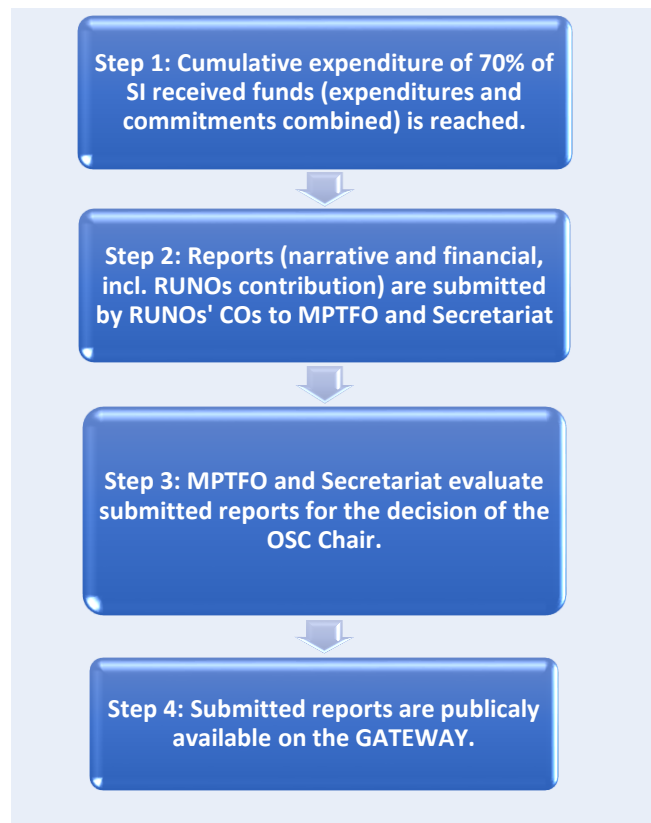 Step 1: Cumulative expenditure of 70% of
SI received funds (expenditures and
commitments combined) is reached.
Step 2: Reports (narrative and financial,
incl. RUNOs contribution) are submitted
by RUNOs' COs to MPTFO and Secretariat
Step 3: MPTFO and Secretariat evaluate
submitted reports for the decision of the
OSC Chair.
Step 4: Submitted reports are publicaly
available on the GATEWAY.